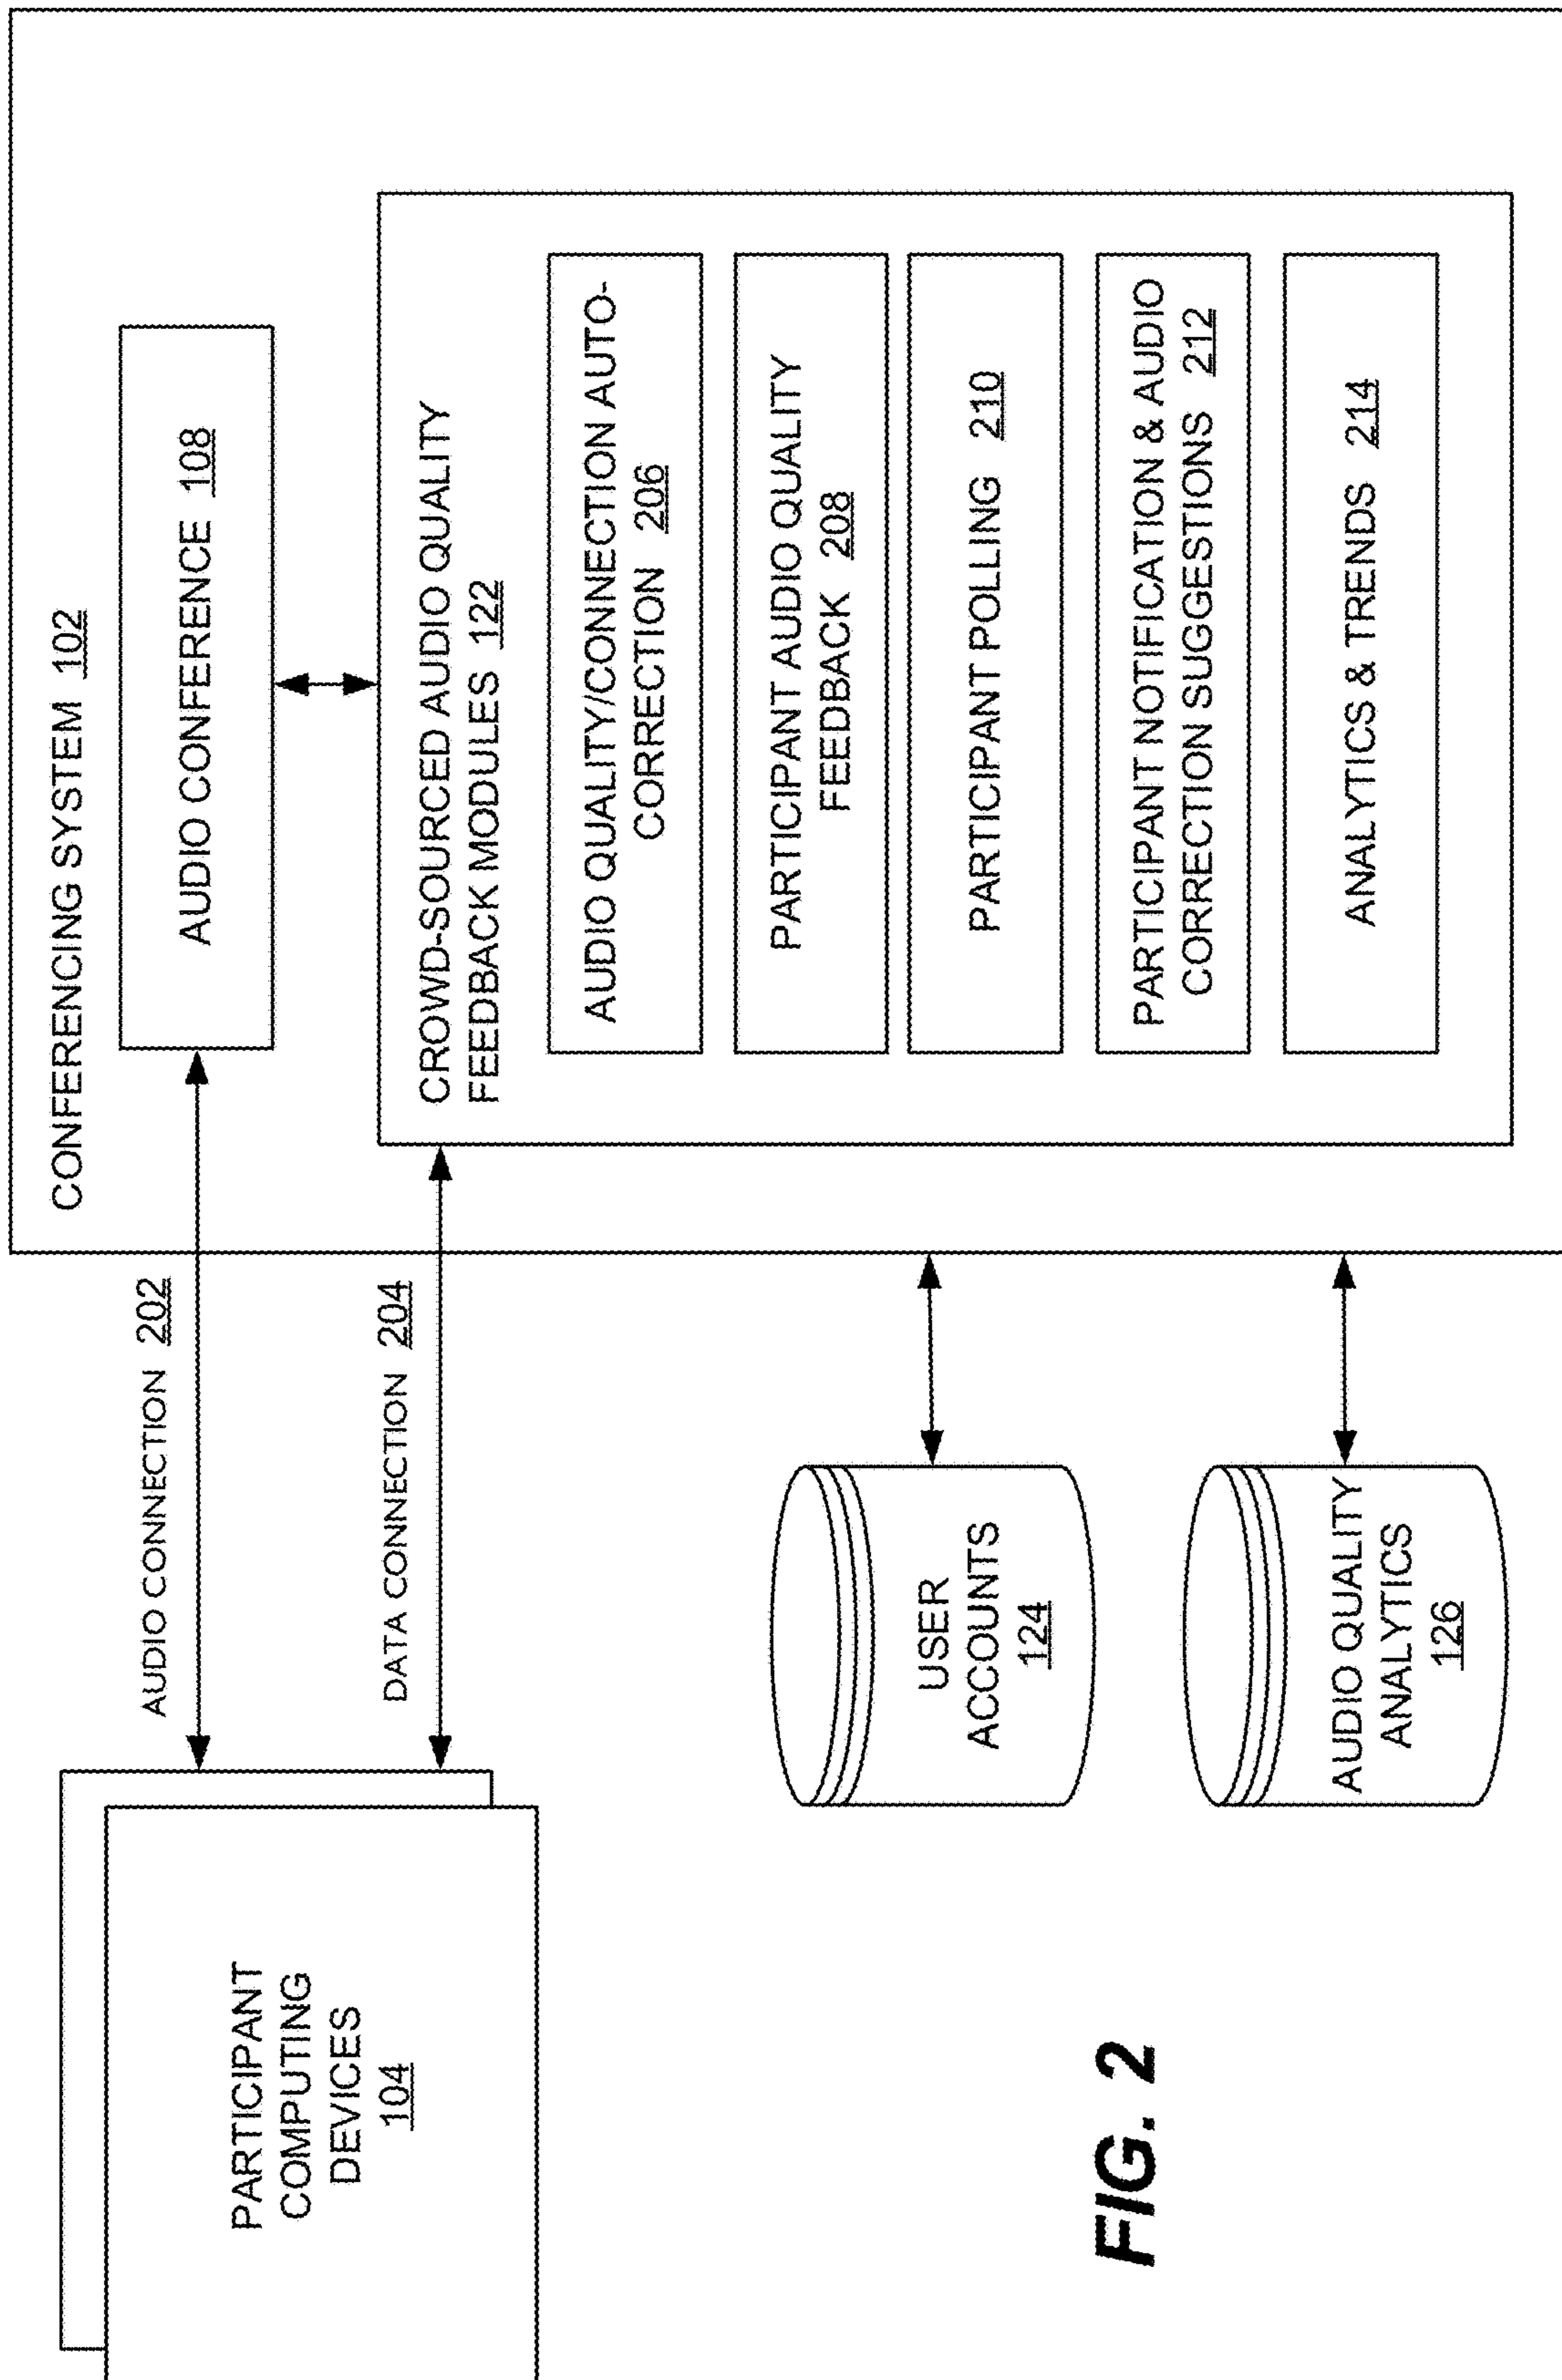 CONFERENCING SYSTEM 102
AUDIO CONFERENCE 108
CROWD-SOURCED AUDIO QUALITY
FEEDBACK MODULES 122
AUDIO QUALITY/CONNECTION AUTO-
CORRECTION 206
PARTICIPANT AUDIO QUALITY
FEEDBACK 208
PARTICIPANT POLLING 210
PARTICIPANT NOTIFICATION & AUDIO
CORRECTION SUGGESTIONS 212
ANALYTICS & TRENDS 214
AUDIO CONNECTION 202
DATA CONNECTION 204
PARTICIPANT
COMPUTING
DEVICES
104
USER
ACCOUNTS
124
AUDIO QUALITY
ANALYTICS
126
FIG. 2